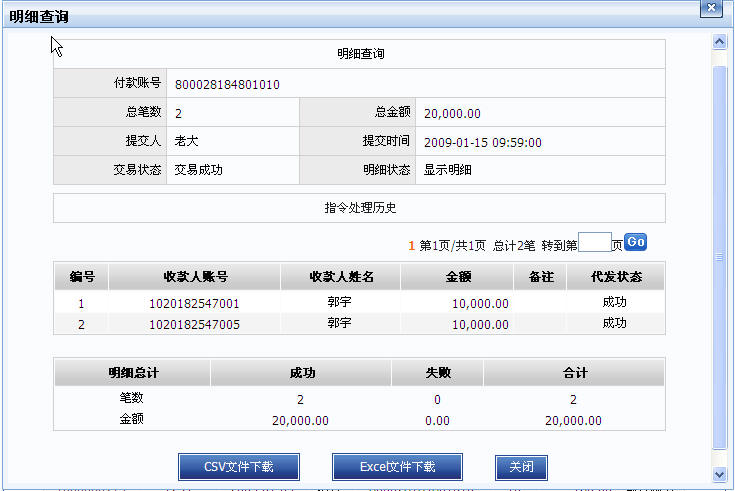 明细查询
明细查询
付款账号 800028184801010
总笔数 2 总金额 20,000.00
提交人 老犬 提交时间 2009-01-15 09:59:00
交易状态 交易成功 明细状态 显示明细
指令处理历史
1 第1页/共1页 总计2笔 转到第 页 Go
编号 收款人账号 收款人姓名 金额 备注 代发状态
1 1020182547001 郭宇 10,000.00 成功
2 1020182547005 郭宇 10,000.00 成功
明细总计 成功 失败 合计
笔数 2 0 2
金额 20,000.00 0.00 20,000.00
CSV文件下载 Excel文件下载 关闭